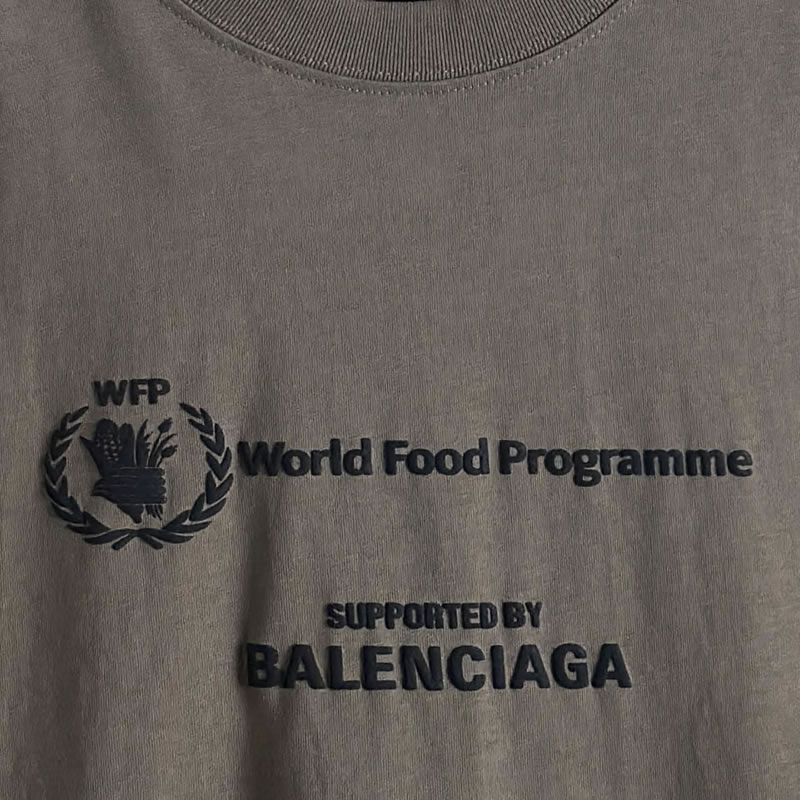 WFP
World Food Programme
SUPPORTED BY
BALENCIAGA